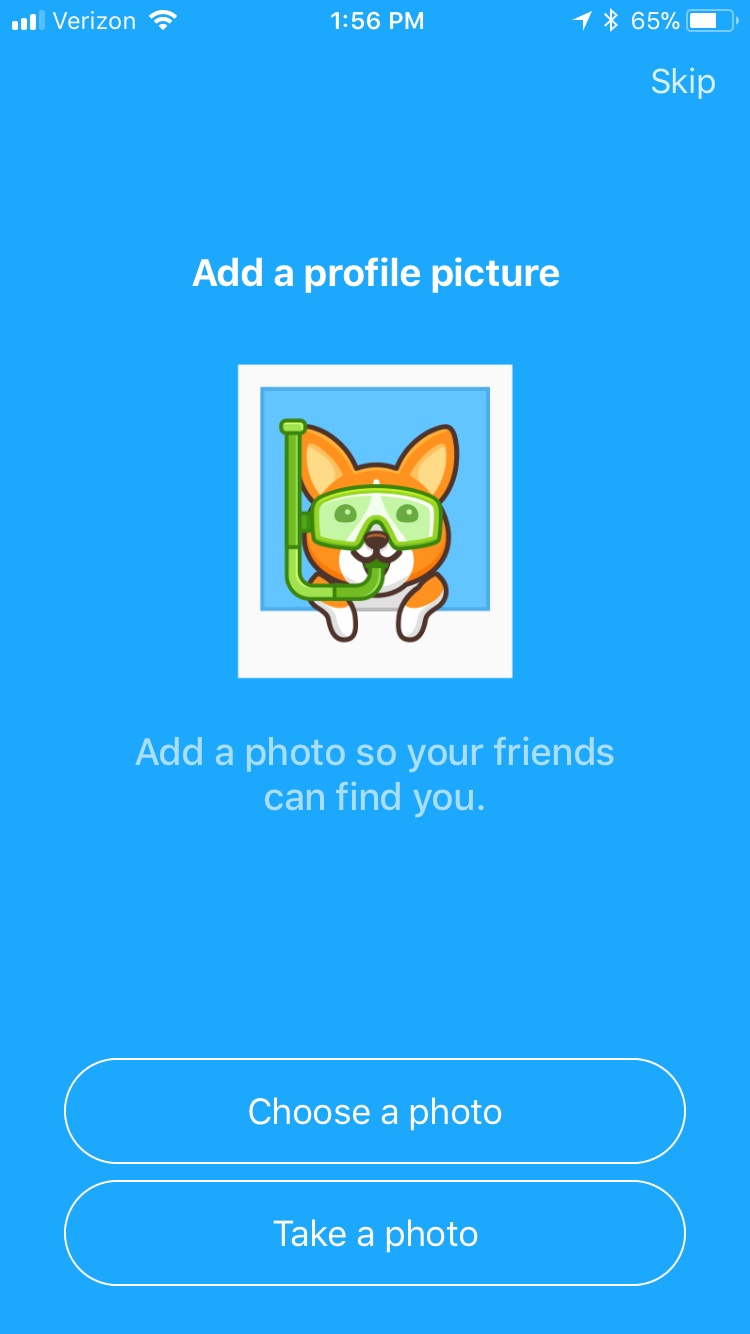 Verizon 1:56 PM 65%
Skip
Add a profile picture
Add a photo so your friends
can find you.
Choose a photo
Take a photo